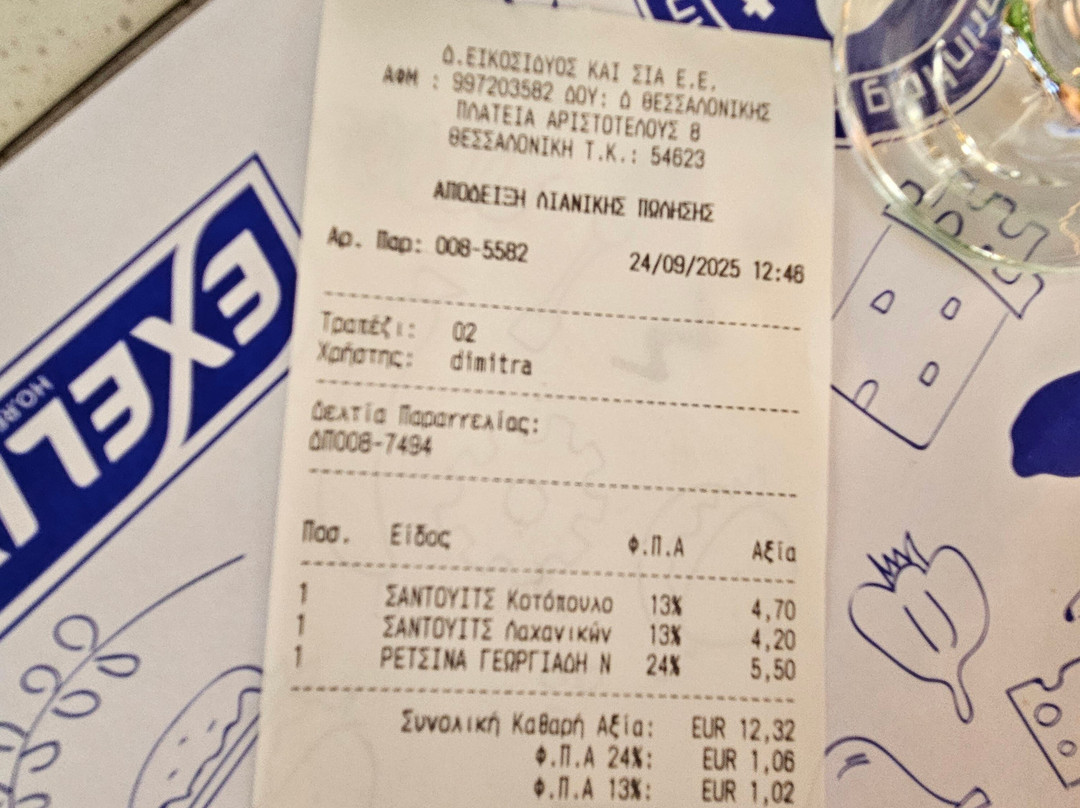 Δ.ΕΙΚΟΣΙΔΥΟΣ ΚΑΙ ΣΙΑ Ε.Ε.
ΑΦΜ : 997203582 ΔΟΥ: Δ ΘΕΣΣΑΛΟΝΙΚΗΣ
ΠΛΑΤΕΙΑ ΑΡΙΣΤΟΤΕΛΟΥΣ 8
ΘΕΣΣΑΛΟΝΙΚΗ Τ.Κ.: 54623
ΑΠΟΔΕΙΞΗ ΛΙΑΝΙΚΗΣ ΠΩΛΗΣΗΣ
Αρ. Παρ: 008-5582 24/09/2025 12:46
Τραπέζι: 02
Χρήστης: dimitra
Δελτία Παραγγελίας:
ΔΠ008-7494
Ποσ. Είδος Φ.Π.Α Αξία
1 ΣΑΝΤΟΥΙΤΣ Κοτόπουλο 13% 4,70
1 ΣΑΝΤΟΥΙΤΣ Λαχανικών 13% 4,20
1 ΡΕΤΣΙΝΑ ΓΕΩΡΓΙΑΔΗ Ν 24% 5,50
Συνολική Καθαρή Αξία: EUR 12,32
Φ.Π.Α 24%: EUR 1,06
Φ.Π.Α 13%: EUR 1,02
EXEL